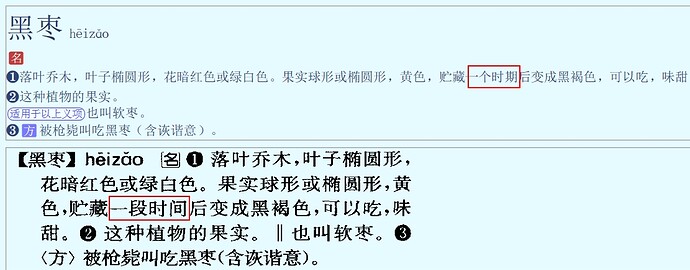 黑枣 hēizǎo
名
❶落叶乔木，叶子椭圆形，花暗红色或绿白色。果实球形或椭圆形，黄色，贮藏一个时期后变成黑褐色，可以吃，味甜
❷这种植物的果实。
适用于以上义项也叫软枣。
❸方 被枪毙叫吃黑枣（含诙谐意）。
【黑枣】hēizǎo 名 ❶ 落叶乔木，叶子椭圆形，
花暗红色或绿白色。果实球形或椭圆形，黄
色，贮藏一段时间后变成黑褐色，可以吃，味
甜。❷ 这种植物的果实。‖也叫软枣。❸
〈方〉被枪毙叫吃黑枣（含诙谐意）。